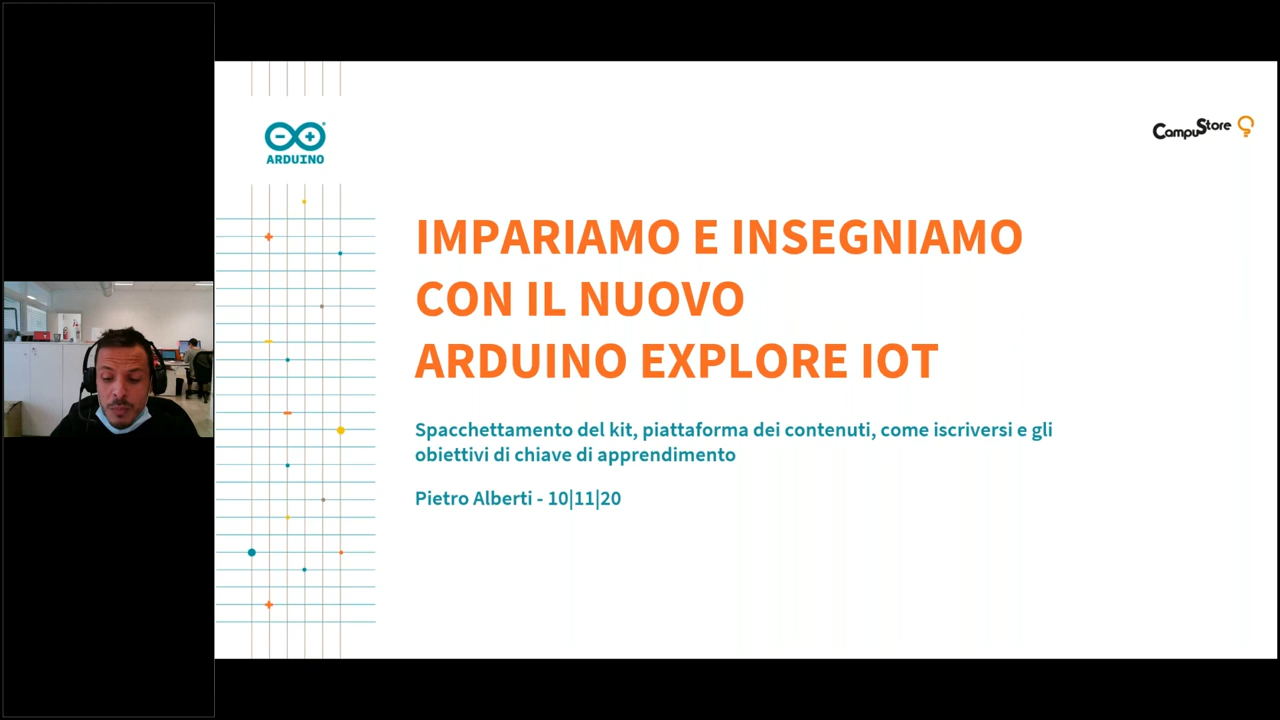 ARDUINO
CampuStore
IMPARIAMO E INSEGNIAMO
CON IL NUOVO
ARDUINO EXPLORE IOT
Spacchettamento del kit, piattaforma dei contenuti, come iscriversi e gli
obiettivi di chiave di apprendimento
Pietro Alberti - 10|11|20